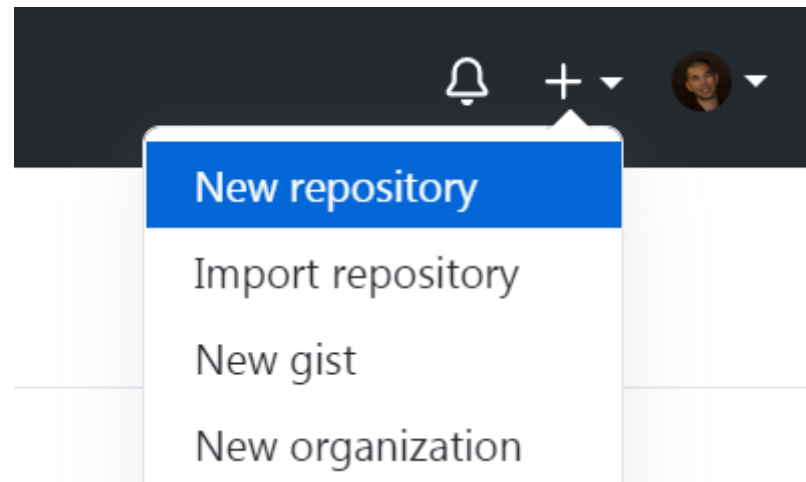 New repository
Import repository
New gist
New organization